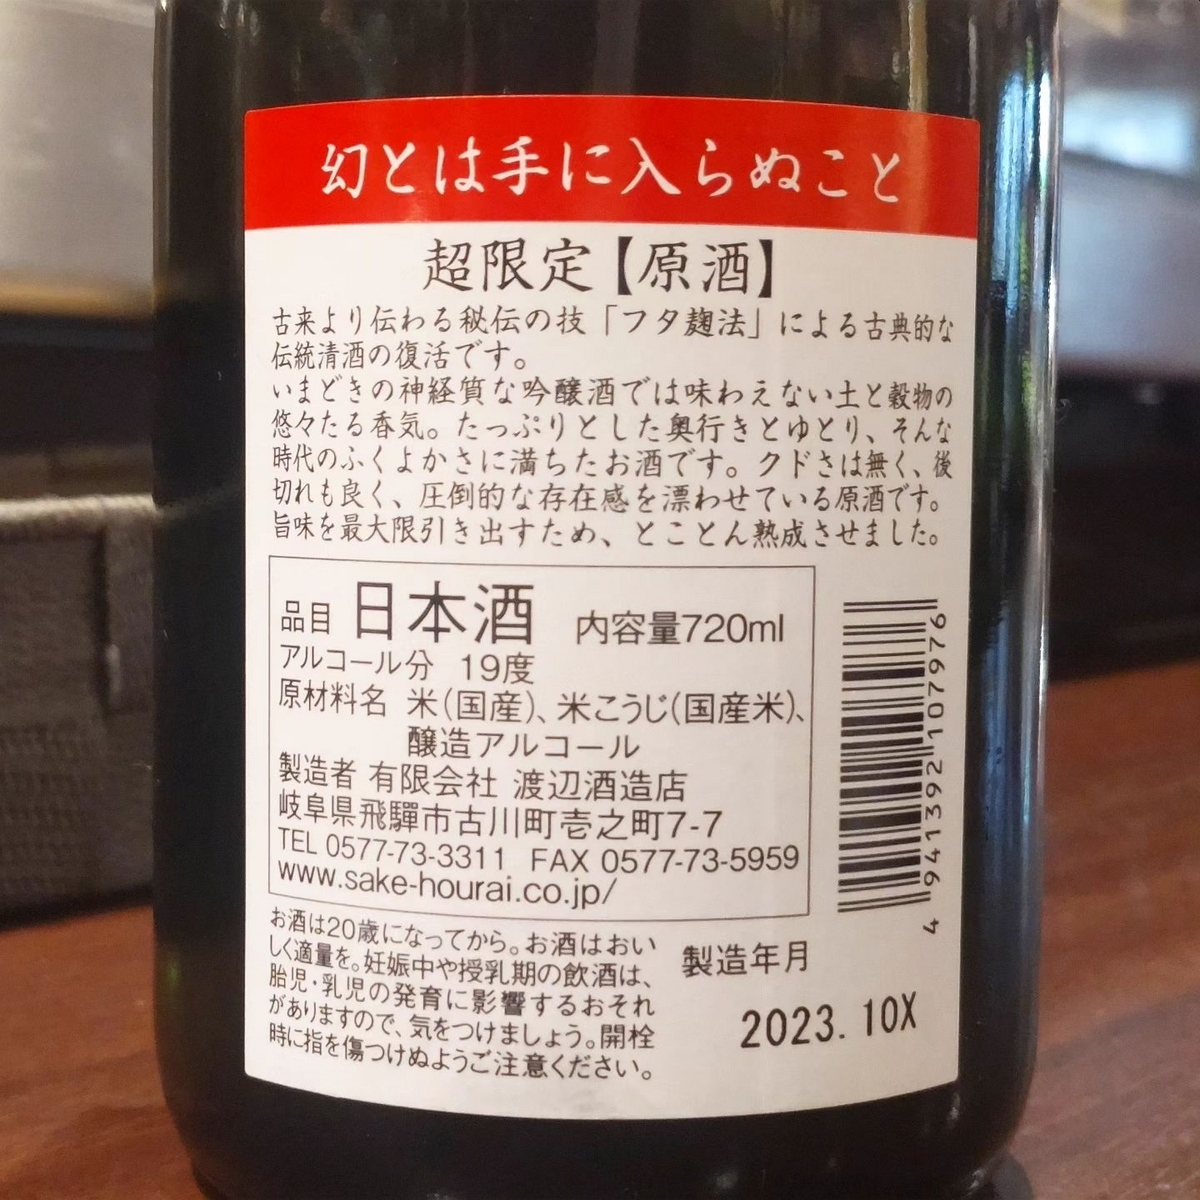 幻とは手に入らぬこと
超限定【原酒】
古来より伝わる秘伝の技「フタ麹法」による古典的な
伝統清酒の復活です。
いまどきの神経質な吟醸酒では味わえない土と穀物の
悠々たる香気。たっぷりとした奥行きとゆとり、そんな
時代のふくよかさに満ちたお酒です。クドさは無く、後
切れも良く、圧倒的な存在感を漂わせている原酒です。
旨味を最大限引き出すため、とことん熟成させました。
品目 日本酒 内容量720ml
アルコール分 19度
原材料名 米(国産)、米こうじ(国産米)、
醸造アルコール
製造者 有限会社 渡辺酒造店
岐阜県飛騨市古川町壱之町7-7
TEL 0577-73-3311 FAX 0577-73-5959
www.sake-hourai.co.jp/
4941392107976
お酒は20歳になってから。お酒はおい
しく適量を。妊娠中や授乳期の飲酒は、
胎児・乳児の発育に影響するおそれ
がありますので、気をつけましょう。開栓
時に指を傷つけぬようご注意ください。
製造年月
2023.10X